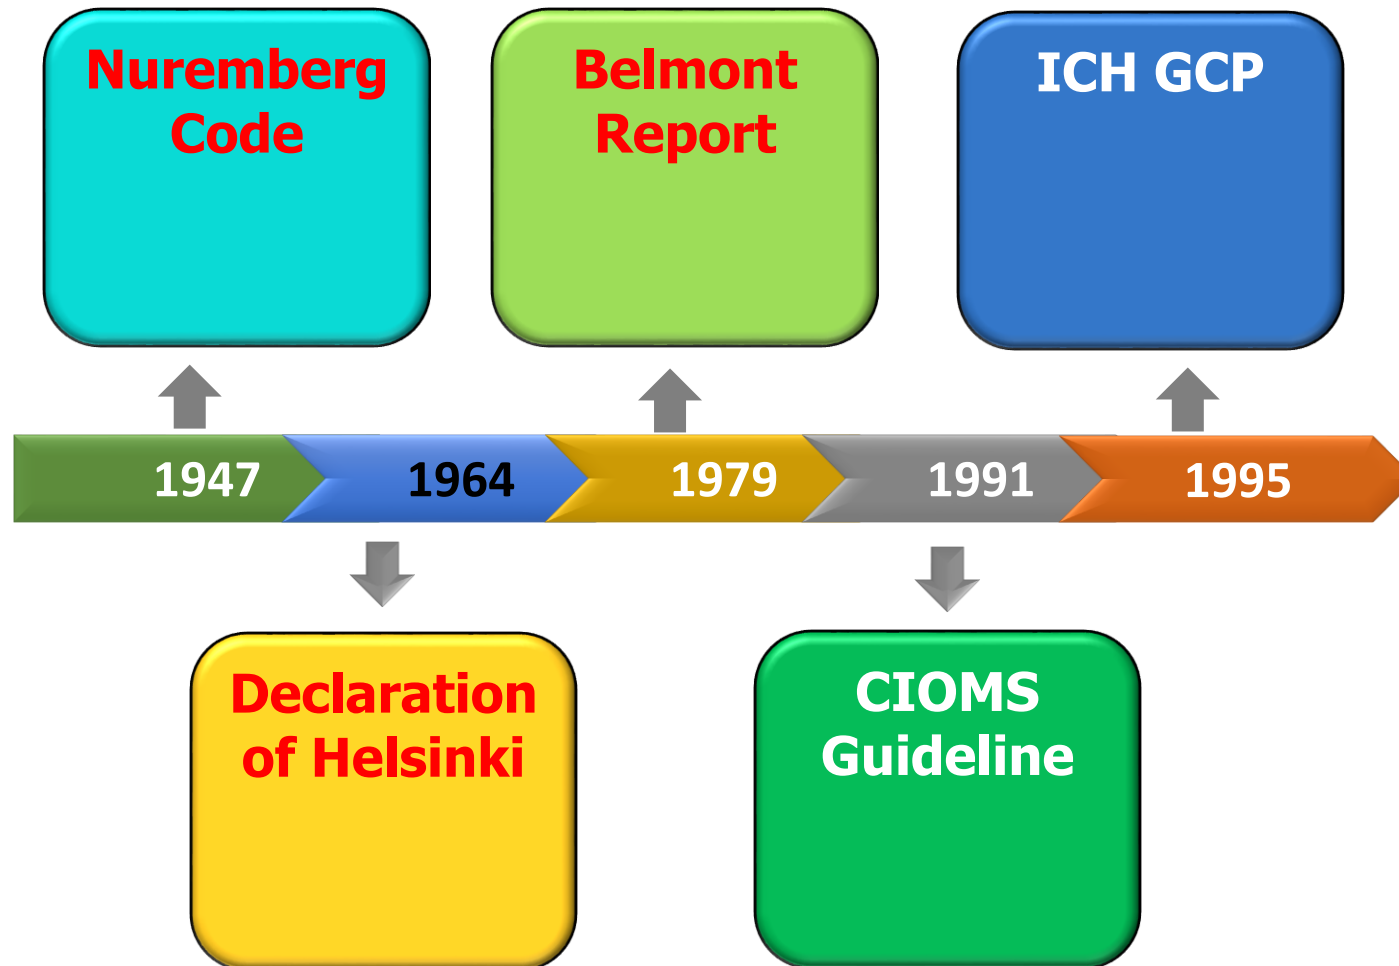 Nuremberg
Code
Belmont
Report
ICH GCP
1947
1964
1979
1991
1995
Declaration
of Helsinki
CIOMS
Guideline